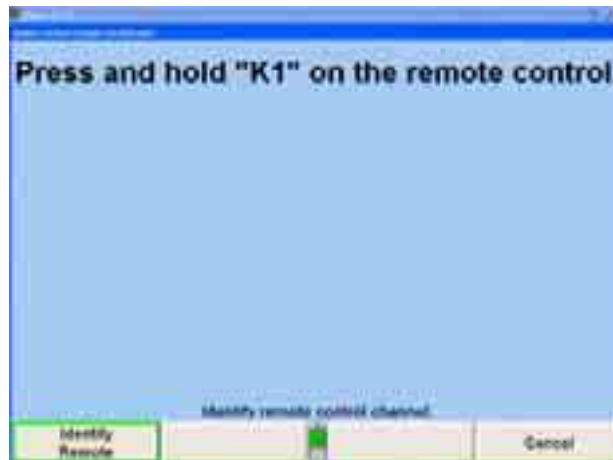 Press and hold "K1" on the remote control
Identify remote control channel.
Identify
Remote
Cancel